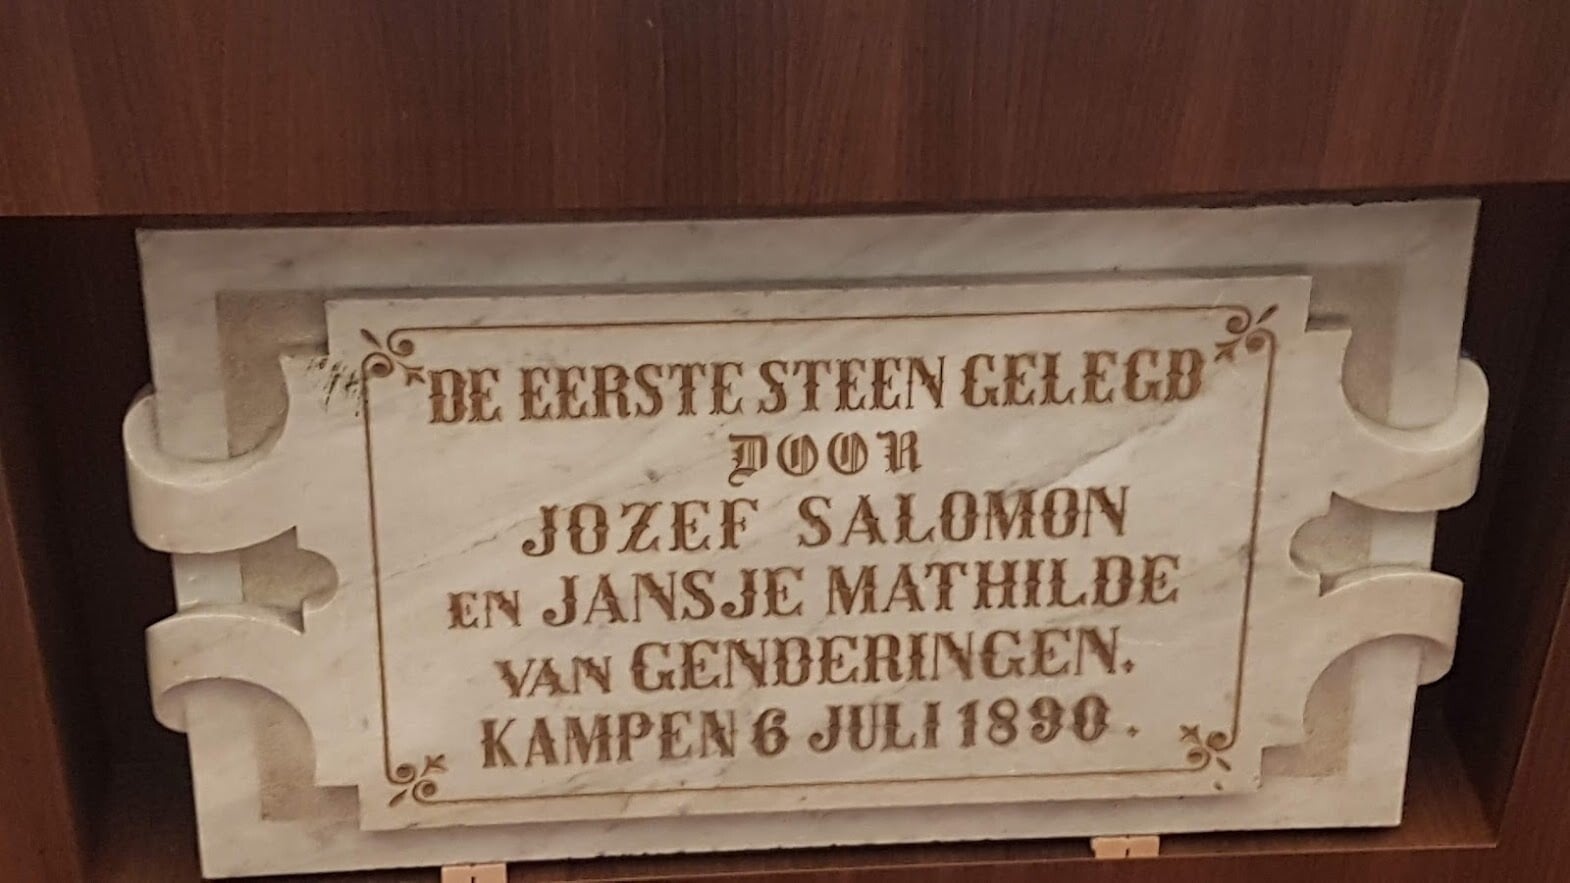 DE EERSTE STEEN GELEGD
DOOR
JOZEF SALOMON
EN JANSJE MATHILDE
VAN GENDERINGEN.
KAMPEN 6 JULI 1890.